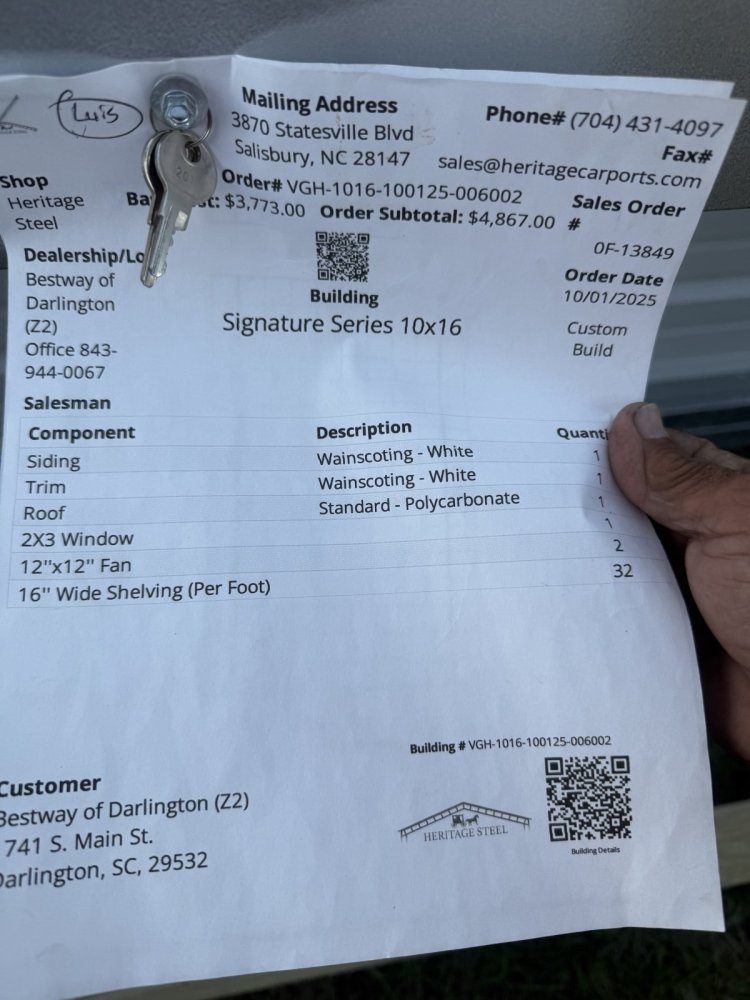 Luis
Mailing Address
3870 Statesville Blvd
Salisbury, NC 28147
Phone# (704) 431-4097
Fax#
sales@heritagecarports.com
Shop
Heritage
Steel
Order# VGH-1016-100125-006002
$3,773.00 Order Subtotal: $4,867.00
Sales Order
#
0F-13849
Order Date
10/01/2025
Custom
Build
Dealership/Lo
Bestway of
Darlington
(Z2)
Office 843-
944-0067
Building
Signature Series 10x16
Salesman
Component Description Quanti
Siding Wainscoting - White 1
Trim Wainscoting - White 1
Roof Standard - Polycarbonate 1
2X3 Window 1
12"x12" Fan 2
16" Wide Shelving (Per Foot) 32
Building # VGH-1016-100125-006002
HERITAGE STEEL
Building Details
Customer
Bestway of Darlington (Z2)
741 S. Main St.
Darlington, SC, 29532
201